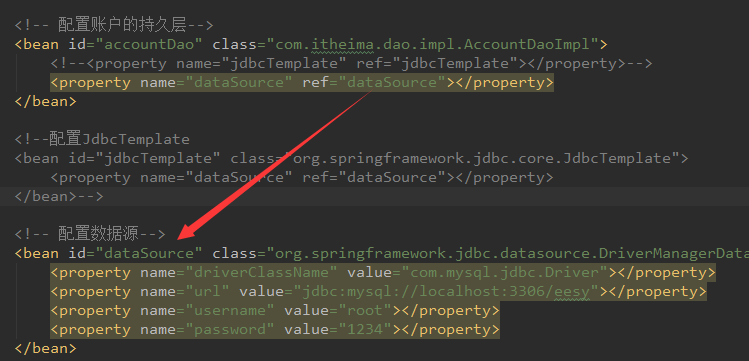 <!-- 配置账户的持久层-->
<bean id="accountDao" class="com.itheima.dao.impl.AccountDaoImpl">
<!--<property name="jdbcTemplate" ref="jdbcTemplate"></property>-->
<property name="dataSource" ref="dataSource"></property>
</bean>
<!--配置JdbcTemplate
<bean id="jdbcTemplate" class="org.springframework.jdbc.core.JdbcTemplate">
<property name="dataSource" ref="dataSource"></property>
</bean>-->
<!-- 配置数据源-->
<bean id="dataSource" class="org.springframework.jdbc.datasource.DriverManagerData
<property name="driverClassName" value="com.mysql.jdbc.Driver"></property>
<property name="url" value="jdbc:mysql://localhost:3306/eesy"></property>
<property name="username" value="root"></property>
<property name="password" value="1234"></property>
</bean>